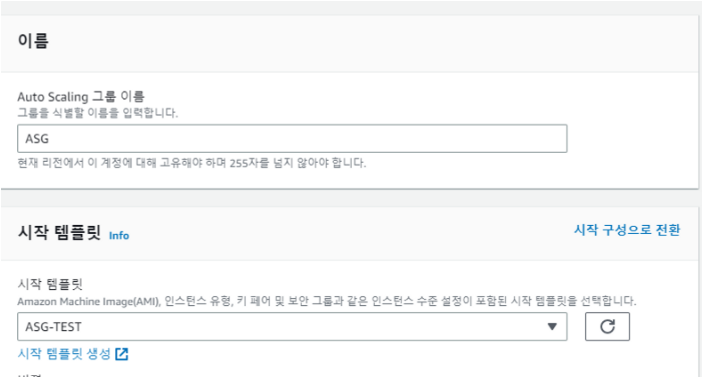 이름
Auto Scaling 그룹 이름
그룹을 식별할 이름을 입력합니다.
ASG
현재 리전에서 이 계정에 대해 고유해야 하며 255자를 넘지 않아야 합니다.
시작 템플릿 Info
시작 구성으로 전환
시작 템플릿
Amazon Machine Image(AMI), 인스턴스 유형, 키 페어 및 보안 그룹과 같은 인스턴스 수준 설정이 포함된 시작 템플릿을 선택합니다.
ASG-TEST
시작 템플릿 생성